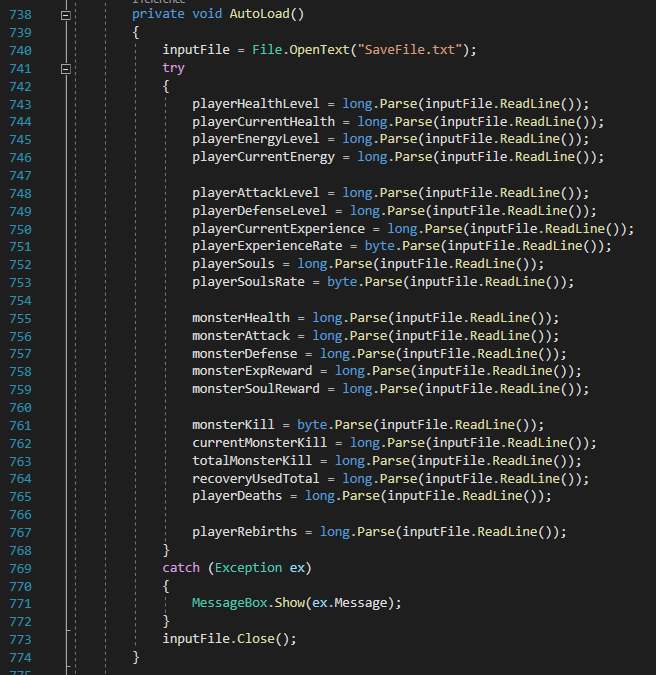 1 reference
738 private void AutoLoad()
739 {
740 inputFile = File.OpenText("SaveFile.txt");
741 try
742 {
743 playerHealthLevel = long.Parse(inputFile.ReadLine());
744 playerCurrentHealth = long.Parse(inputFile.ReadLine());
745 playerEnergyLevel = long.Parse(inputFile.ReadLine());
746 playerCurrentEnergy = long.Parse(inputFile.ReadLine());
747
748 playerAttackLevel = long.Parse(inputFile.ReadLine());
749 playerDefenseLevel = long.Parse(inputFile.ReadLine());
750 playerCurrentExperience = long.Parse(inputFile.ReadLine());
751 playerExperienceRate = byte.Parse(inputFile.ReadLine());
752 playerSouls = long.Parse(inputFile.ReadLine());
753 playerSoulsRate = byte.Parse(inputFile.ReadLine());
754
755 monsterHealth = long.Parse(inputFile.ReadLine());
756 monsterAttack = long.Parse(inputFile.ReadLine());
757 monsterDefense = long.Parse(inputFile.ReadLine());
758 monsterExpReward = long.Parse(inputFile.ReadLine());
759 monsterSoulReward = long.Parse(inputFile.ReadLine());
760
761 monsterKill = byte.Parse(inputFile.ReadLine());
762 currentMonsterKill = long.Parse(inputFile.ReadLine());
763 totalMonsterKill = long.Parse(inputFile.ReadLine());
764 recoveryUsedTotal = long.Parse(inputFile.ReadLine());
765 playerDeaths = long.Parse(inputFile.ReadLine());
766
767 playerRebirths = long.Parse(inputFile.ReadLine());
768 }
769 catch (Exception ex)
770 {
771 MessageBox.Show(ex.Message);
772 }
773 inputFile.Close();
774 }
775